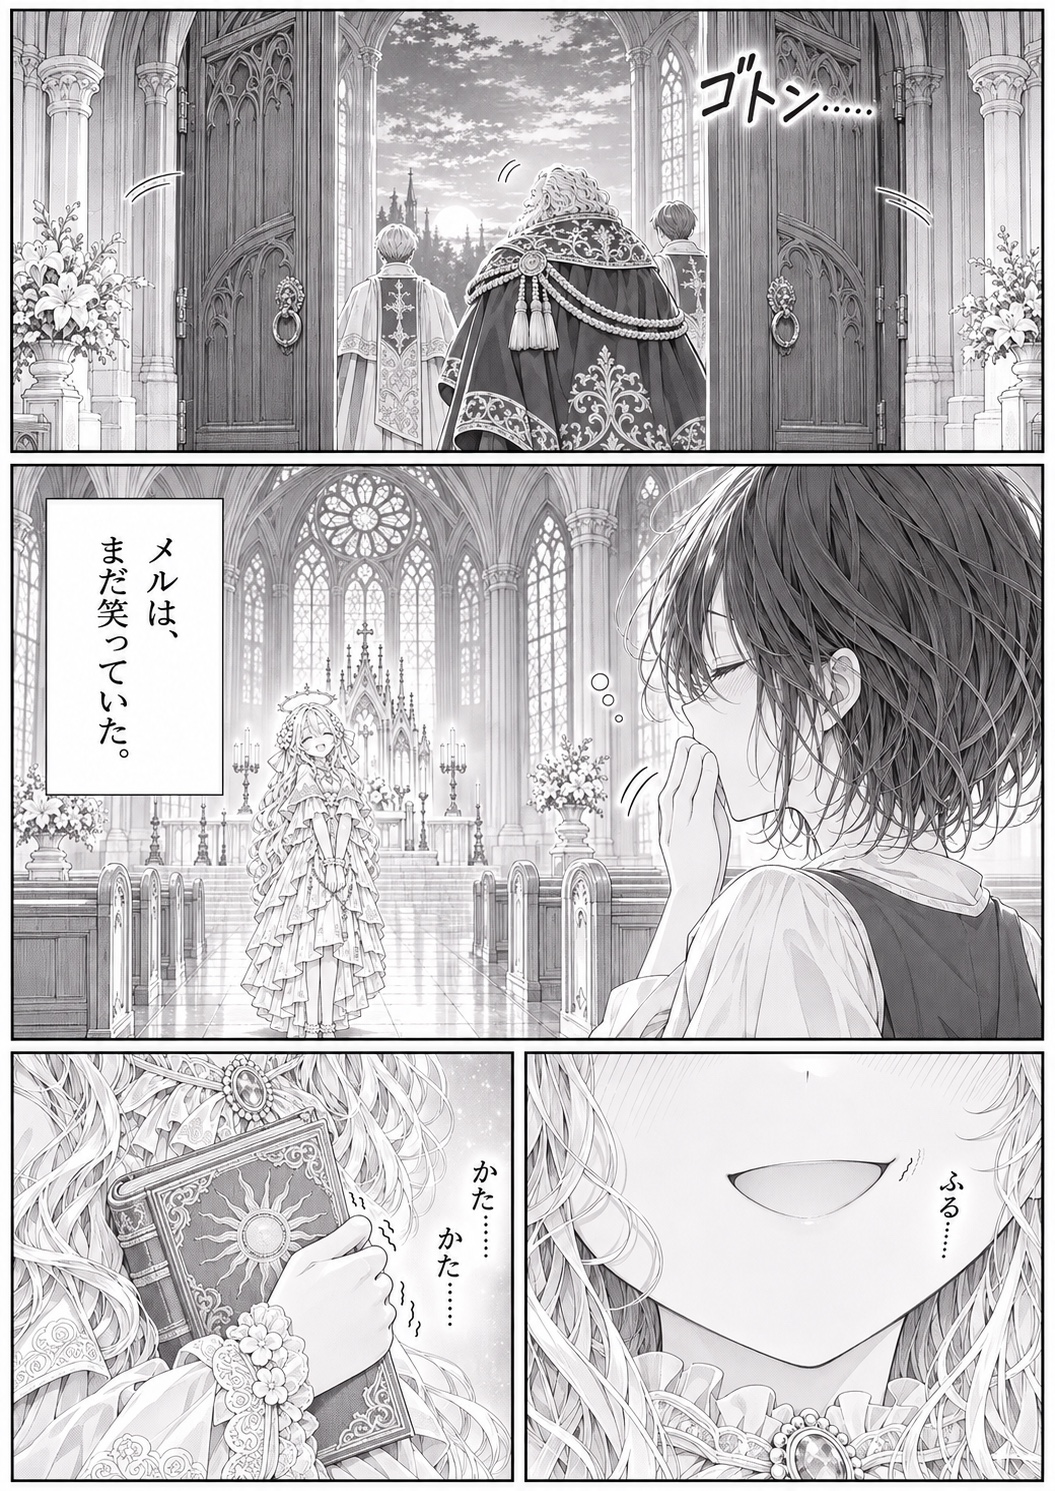 ゴトン……
メルは、
まだ笑っていた。
ふる……
かた……
かた……